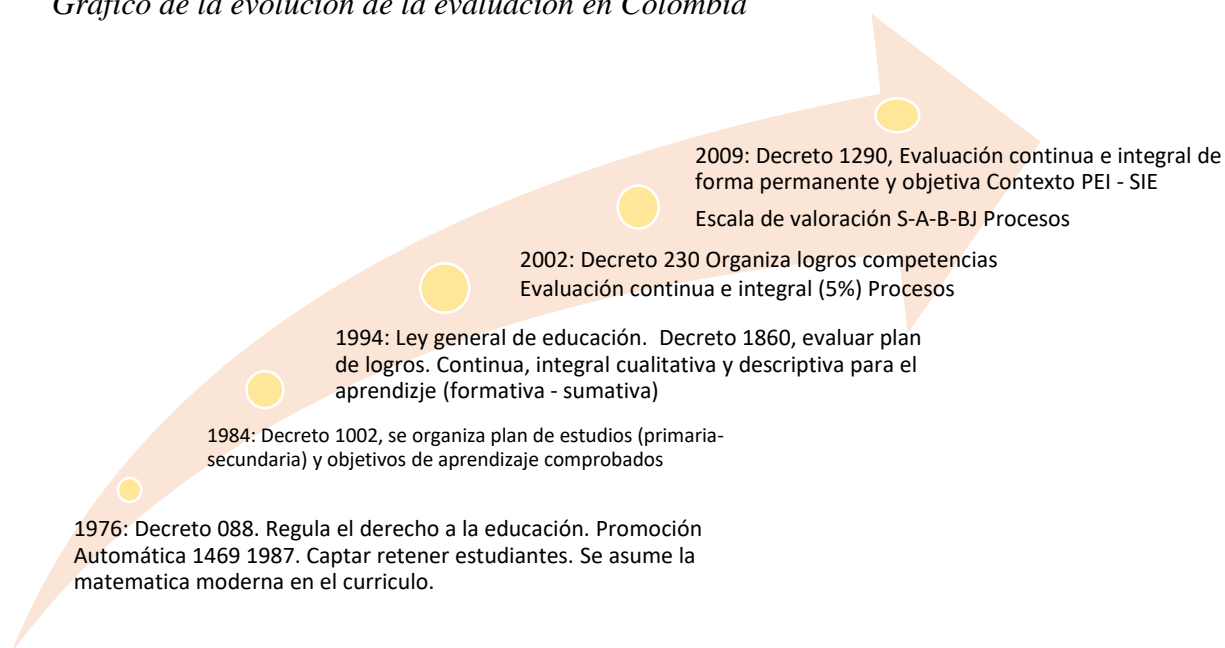 Gráfico de la evolución de la evaluación en Colombia
2009: Decreto 1290, Evaluación continua e integral de
forma permanente y objetiva Contexto PEI - SIE
Escala de valoración S-A-B-BJ Procesos
2002: Decreto 230 Organiza logros competencias
Evaluación continua e integral (5%) Procesos
1994: Ley general de educación. Decreto 1860, evaluar plan
de logros. Continua, integral cualitativa y descriptiva para el
aprendizje (formativa - sumativa)
1984: Decreto 1002, se organiza plan de estudios (primaria-
secundaria) y objetivos de aprendizaje comprobados
1976: Decreto 088. Regula el derecho a la educación. Promoción
Automática 1469 1987. Captar retener estudiantes. Se asume la
matematica moderna en el curriculo.